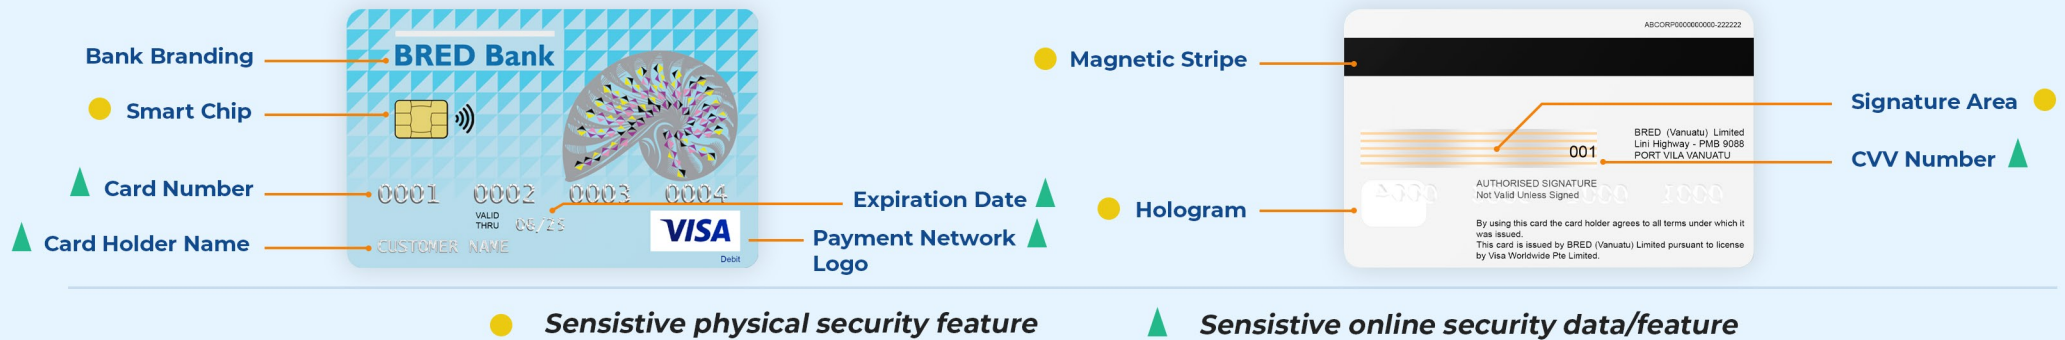 Bank Branding
Smart Chip
Card Number
Card Holder Name
BRED Bank
0001 0002 0003 0004
VALID
THRU
CUSTOMER NAME
VISA
Debit
Expiration Date
Payment Network
Logo
Magnetic Stripe
Hologram
ABCORP0000000000-222222
001
BRED (Vanuatu) Limited
Lini Highway - PMB 9088
PORT VILA VANUATU
AUTHORISED SIGNATURE
Not Valid Unless Signed
By using this card the card holder agrees to all terms under which it
was issued.
This card is issued by BRED (Vanuatu) Limited pursuant to license
by Visa Worldwide Pte Limited.
Signature Area
CVV Number
Sensistive physical security feature
Sensistive online security data/feature